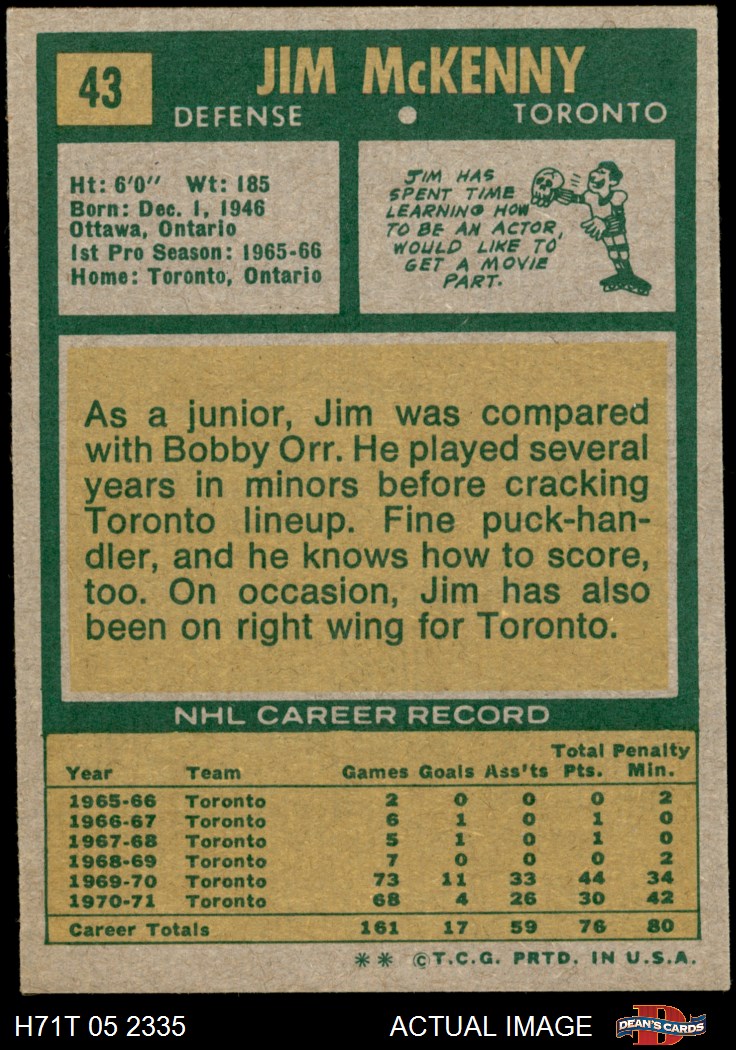 43
JIM McKENNY
DEFENSE
TORONTO
Ht: 6'0" Wt: 185
Born: Dec. 1, 1946
Ottawa, Ontario
1st Pro Season: 1965-66
Home: Toronto, Ontario
JIM HAS
SPENT TIME
LEARNING HOW
TO BE AN ACTOR,
WOULD LIKE TO
GET A MOVIE
PART.
As a junior, Jim was compared
with Bobby Orr. He played several
years in minors before cracking
Toronto lineup. Fine puck-han-
dler, and he knows how to score,
too. On occasion, Jim has also
been on right wing for Toronto.
NHL CAREER RECORD
Total Penalty
Year Team Games Goals Ass'ts Pts. Min.
1965-66 Toronto 2 0 0 0 2
1966-67 Toronto 6 1 0 1 0
1967-68 Toronto 5 1 0 1 0
1968-69 Toronto 7 0 0 0 2
1969-70 Toronto 73 11 33 44 34
1970-71 Toronto 68 4 26 30 42
Career Totals 161 17 59 76 80
** ©T.C.G. PRTD. IN U.S.A.
H71T 05 2335
ACTUAL IMAGE
D
DEAN'S CARDS